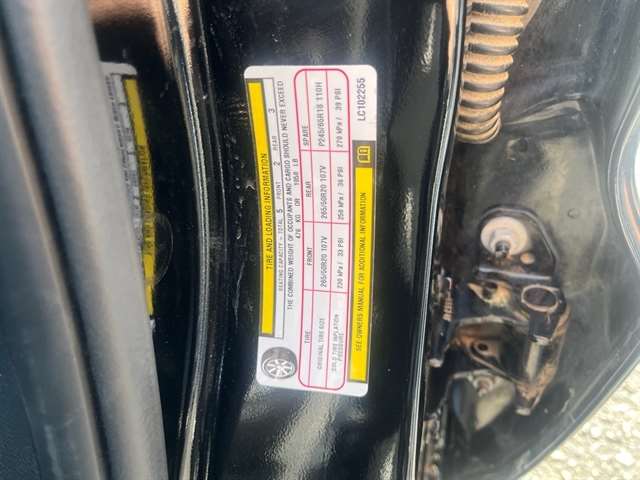 TIRE AND LOADING INFORMATION
SEATING CAPACITY - TOTAL 5 FRONT 2 REAR 3
THE COMBINED WEIGHT OF OCCUPANTS AND CARGO SHOULD NEVER EXCEED
476 KG OR 1050 LB
TIRE FRONT REAR SPARE
ORIGINAL TIRE SIZE 265/50R20 107V 265/50R20 107V P245/65R18 110H
COLD TIRE INFLATION PRESSURE 230 kPa / 33 PSI 250 kPa / 36 PSI 270 kPa / 39 PSI
SEE OWNERS MANUAL FOR ADDITIONAL INFORMATION
LC102255